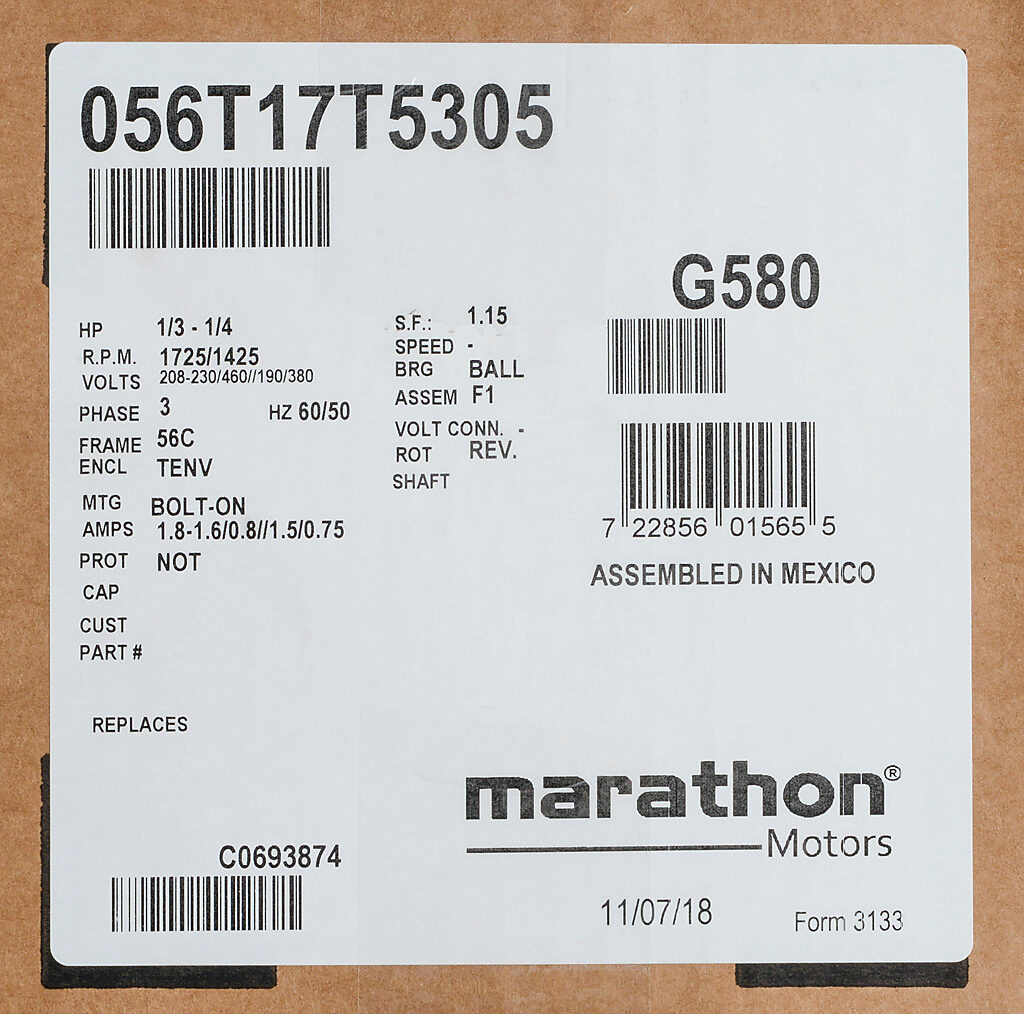 056T17T5305
G580
HP 1/3 - 1/4
R.P.M. 1725/1425
VOLTS 208-230/460//190/380
PHASE 3 HZ 60/50
FRAME 56C
ENCL TENV
MTG BOLT-ON
AMPS 1.8-1.6/0.8//1.5/0.75
PROT NOT
CAP
CUST
PART #
REPLACES
S.F.: 1.15
SPEED -
BRG BALL
ASSEM F1
VOLT CONN. -
ROT REV.
SHAFT
7 22856 01565 5
ASSEMBLED IN MEXICO
marathon®
Motors
C0693874
11/07/18 Form 3133